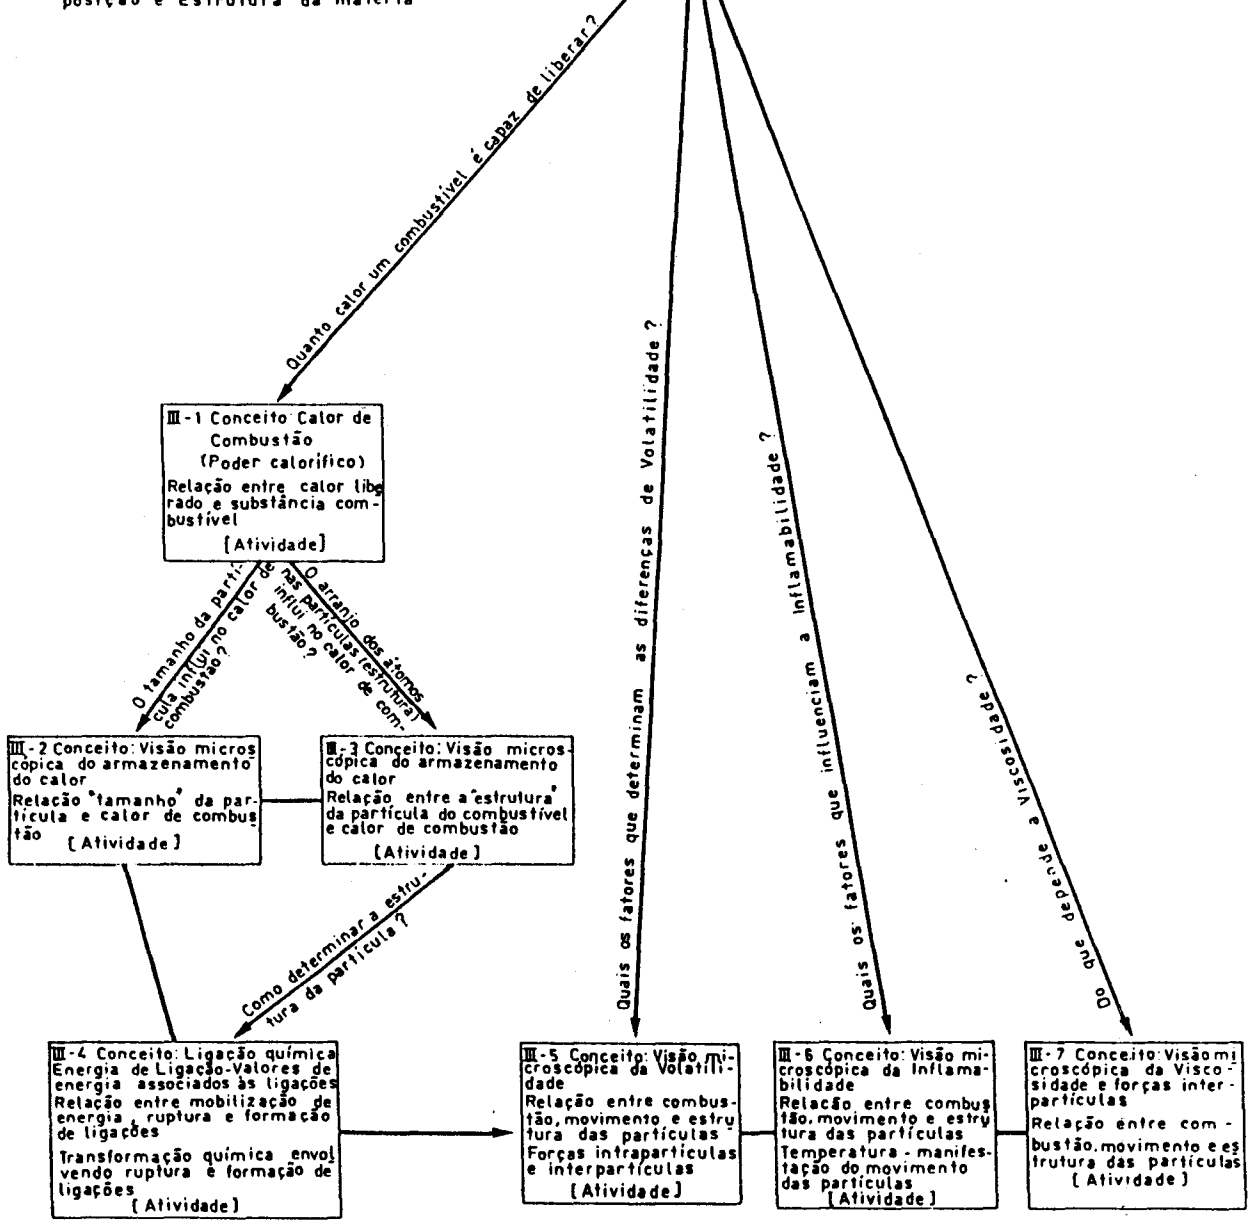 posição e Estrutura da matéria
Quanto calor um combustível é capaz de liberar?
Quais os fatores que determinam as diferenças de Volatilidade?
Quais os fatores que influenciam a Inflamabilidade?
Do que depende a Viscosidade?
III-1 Conceito: Calor de
Combustão
(Poder calorífico)
Relação entre calor libe
rado e substância com-
bustível
[Atividade]
O tamanho da partí-
cula influi no calor de
combustão?
O arranjo dos átomos
nas partículas (estrutura)
influi no calor de com-
bustão?
III-2 Conceito: Visão micros
cópica do armazenamento
do calor
Relação "tamanho" da par-
tícula e calor de combus
tão
[Atividade]
III-3 Conceito: Visão micros-
cópica do armazenamento
do calor
Relação entre a "estrutura"
da partícula do combustível
e calor de combustão
[Atividade]
Como determinar a estru-
tura da partícula?
III-4 Conceito: Ligação química
Energia de Ligação-Valores de
energia associados às ligações
Relação entre mobilização de
energia, ruptura e formação
de ligações
Transformação química envol
vendo ruptura e formação de
ligações
[Atividade]
III-5 Conceito: Visão mi-
croscópica da Volatili-
dade
Relação entre combus-
tão, movimento e estru
tura das partículas
Forças intrapartículas
e interpartículas
[Atividade]
III-6 Conceito: Visão mi-
croscópica da Inflama-
bilidade
Relação entre combus
tão, movimento e estru
tura das partículas
Temperatura - manifes-
tação do movimento
das partículas
[Atividade]
III-7 Conceito: Visão mi
croscópica da Visco-
sidade e forças inter-
partículas
Relação entre com-
bustão, movimento e es
trutura das partículas
[Atividade]